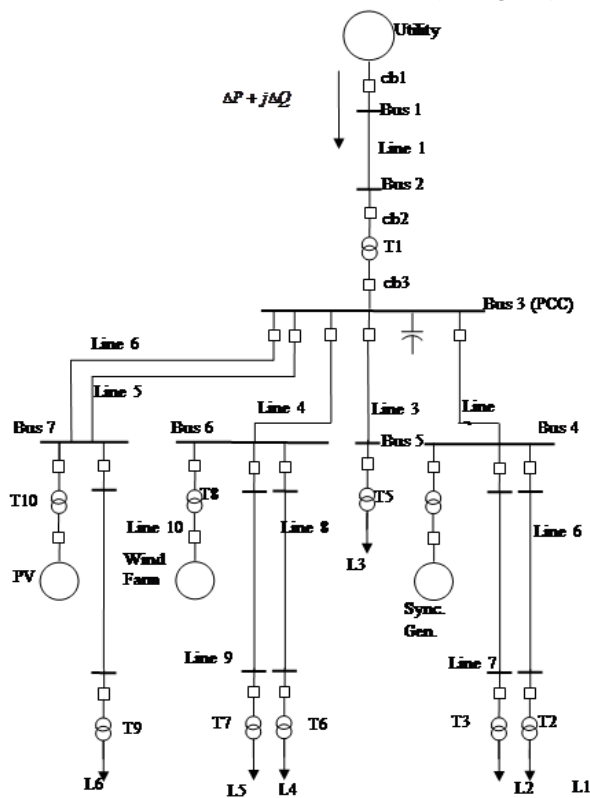 Utility
cb1
ΔP + jΔQ
Bus 1
Line 1
Bus 2
cb2
T1
cb3
Bus 3 (PCC)
Line 6
Line 5
Line 4
Line 3
Line
Bus 7
Bus 6
Bus 5
Bus 4
T10
T8
T5
Line 10
Line 8
Line 6
L3
PV
Wind
Farm
Sync.
Gen.
Line 9
Line 7
T9
T7
T6
T3
T2
L6
L5
L4
L2
L1